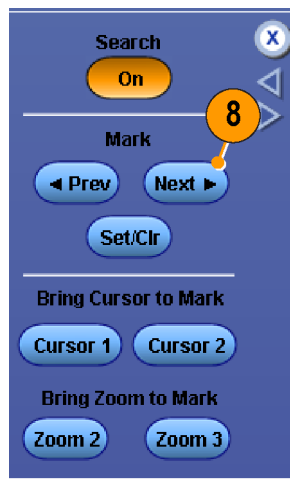 Search
X
On
8
Mark
◄ Prev Next ►
Set/Clr
Bring Cursor to Mark
Cursor 1 Cursor 2
Bring Zoom to Mark
Zoom 2 Zoom 3